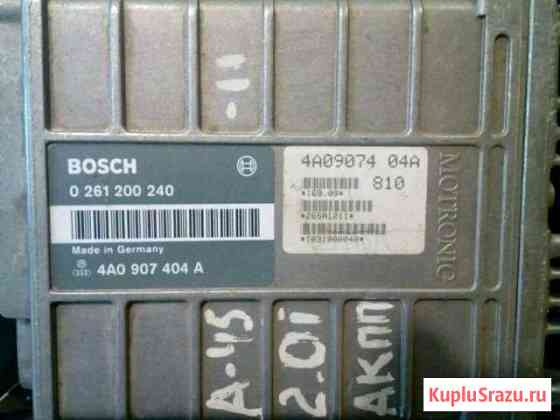 -11
BOSCH
0 261 200 240
Made in Germany
4A0 907 404 A
4A09074 04A
810
MOTRONIC
А-45
2.0i
АКПП
KupluSrazu.ru